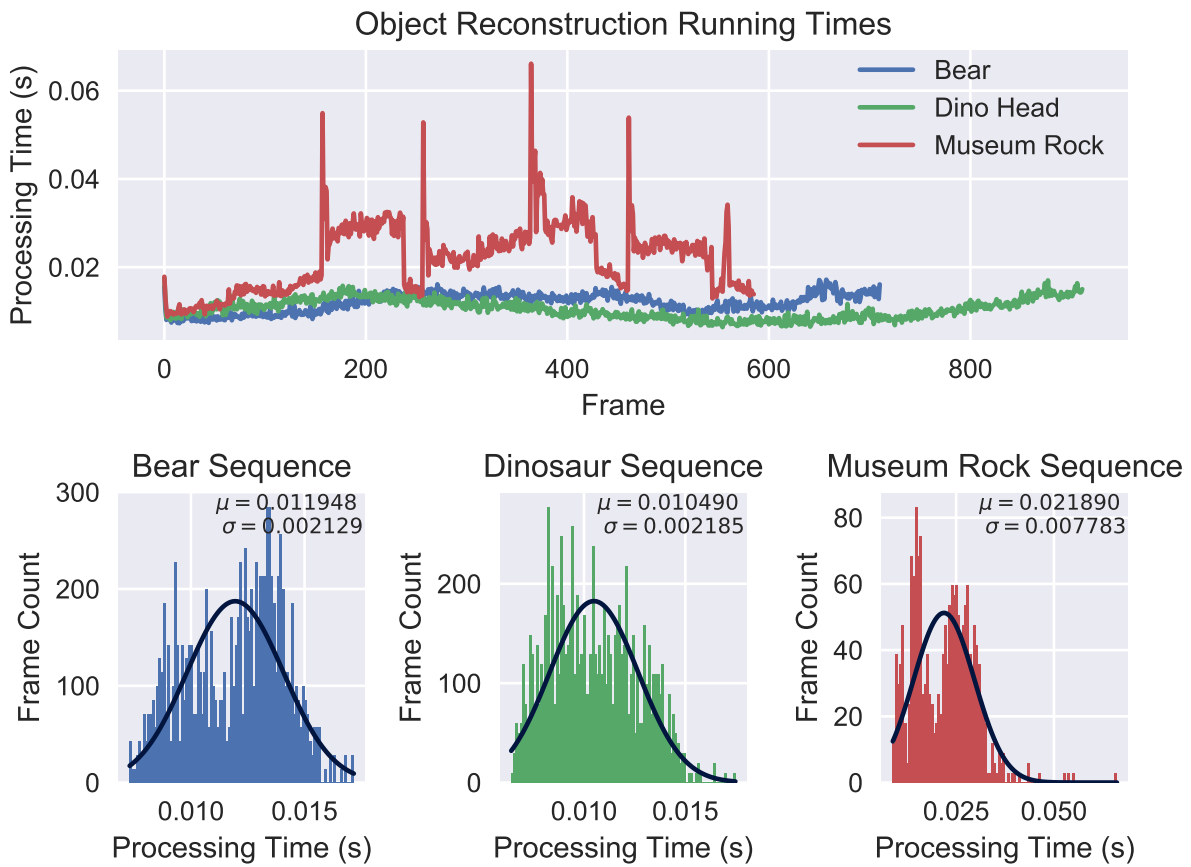 Object Reconstruction Running Times
Processing Time (s)
0.06
0.04
0.02
Bear
Dino Head
Museum Rock
0 200 400 600 800
Frame
Bear Sequence
μ = 0.011948
σ = 0.002129
Frame Count
300
200
100
0
0.010 0.015
Processing Time (s)
Dinosaur Sequence
μ = 0.010490
σ = 0.002185
Frame Count
200
100
0
0.010 0.015
Processing Time (s)
Museum Rock Sequence
μ = 0.021890
σ = 0.007783
Frame Count
80
60
40
20
0
0.025 0.050
Processing Time (s)